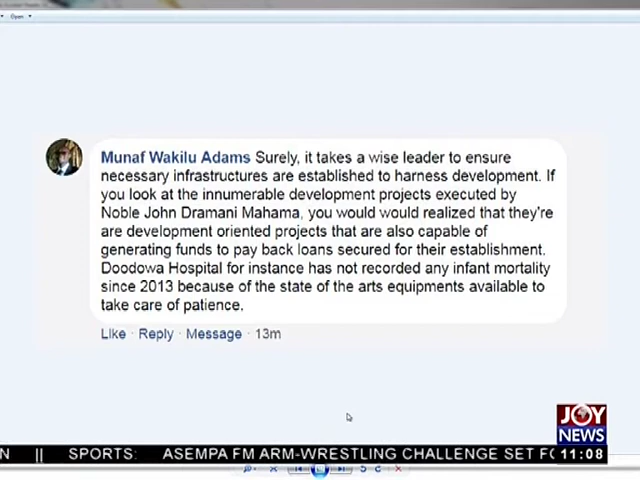 Open
Munaf Wakilu Adams Surely, it takes a wise leader to ensure
necessary infrastructures are established to harness development. If
you look at the innumerable development projects executed by
Noble John Dramani Mahama, you would would realized that they're
are development oriented projects that are also capable of
generating funds to pay back loans secured for their establishment.
Doodowa Hospital for instance has not recorded any infant mortality
since 2013 because of the state of the arts equipments available to
take care of patience.
Like · Reply · Message · 13m
JOY
NEWS
N || SPORTS: ASEMPA FM ARM-WRESTLING CHALLENGE SET FO
11:08